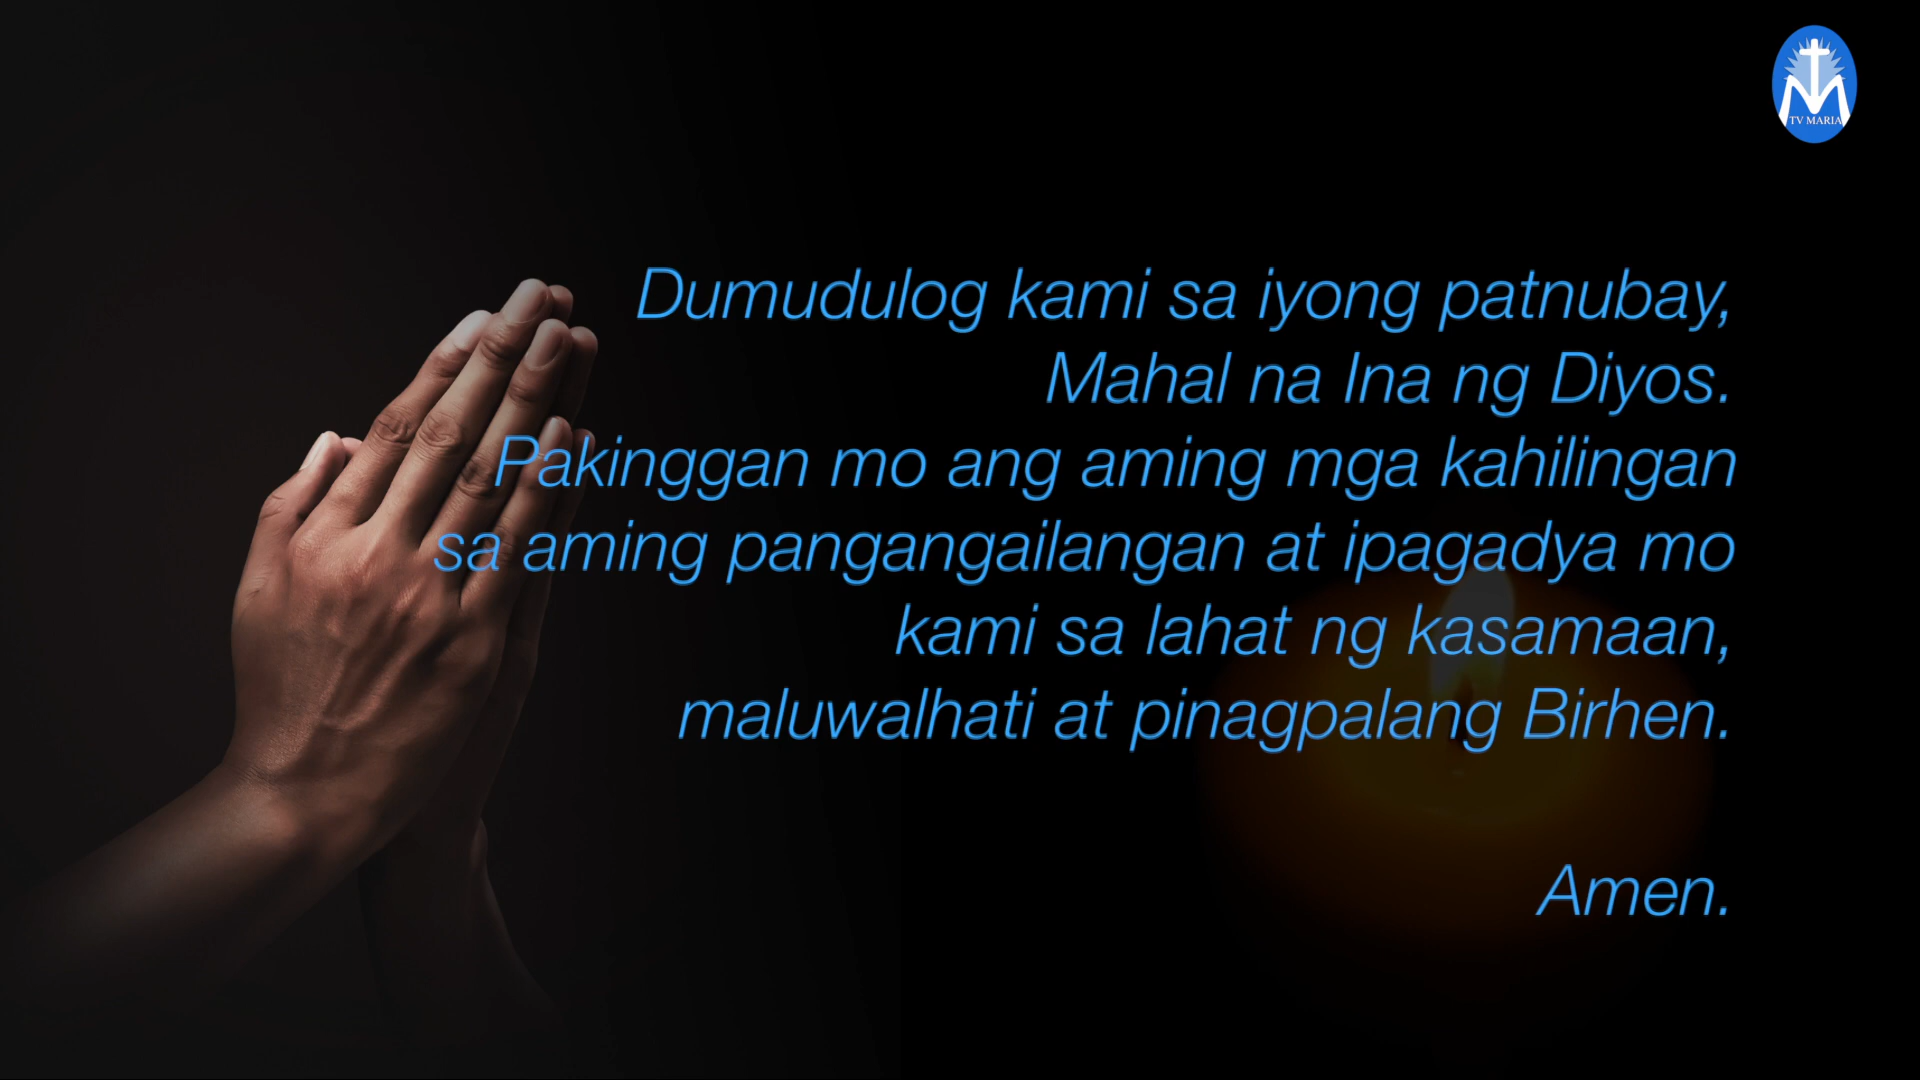 TV MARIA
Dumudulog kami sa iyong patnubay,
Mahal na Ina ng Diyos.
Pakinggan mo ang aming mga kahilingan
sa aming pangangailangan at ipagadya mo
kami sa lahat ng kasamaan,
maluwalhati at pinagpalang Birhen.
Amen.